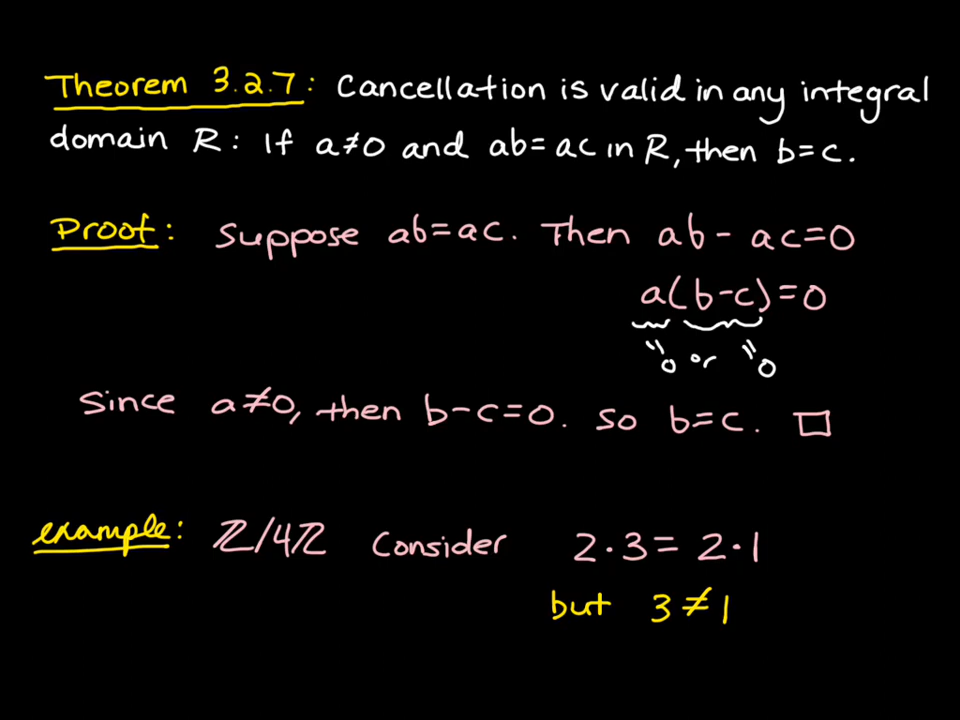 Theorem 3.2.7: Cancellation is valid in any integral
domain R: If a≠0 and ab=ac in R, then b=c.
Proof: Suppose ab=ac. Then ab-ac=0
a(b-c)=0
"0 or "0
Since a≠0, then b-c=0. So b=c. □
example: ℤ/4ℤ Consider 2·3=2·1
but 3≠1